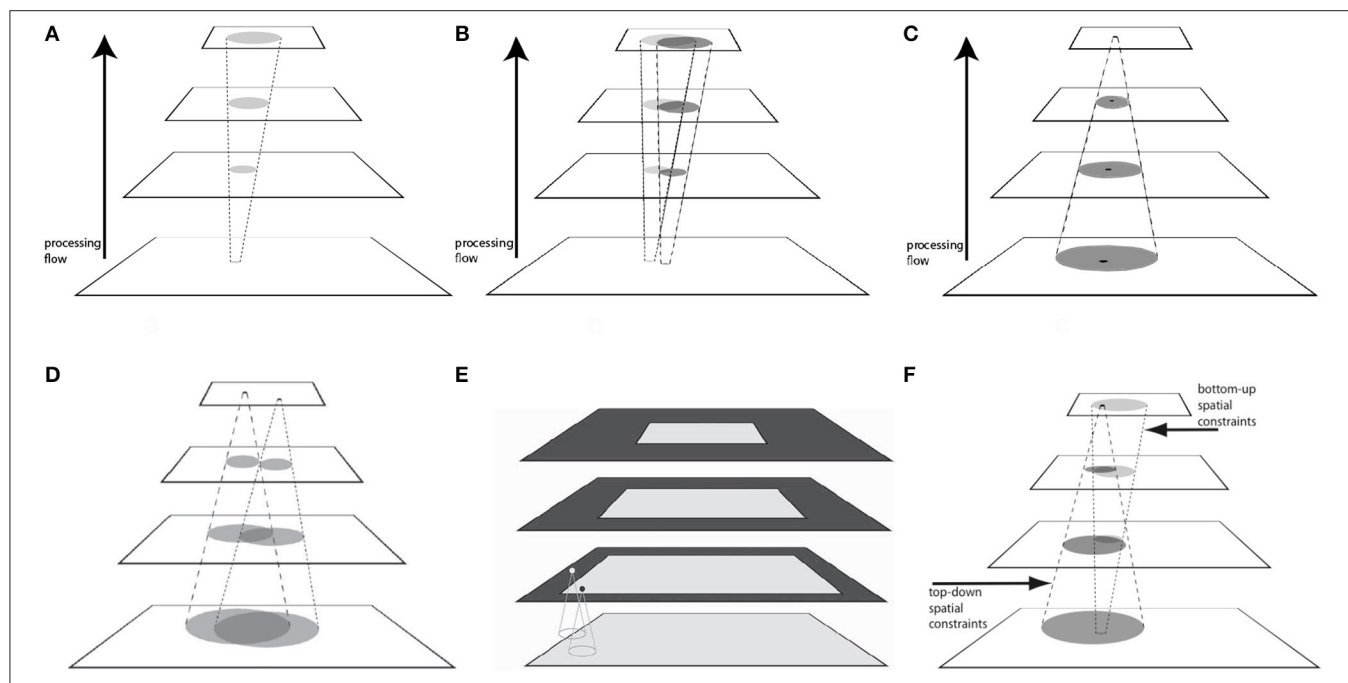 A
processing
flow
B
processing
flow
C
processing
flow
a
b
c
D
E
F
bottom-up
spatial
constraints
top-down
spatial
constraints